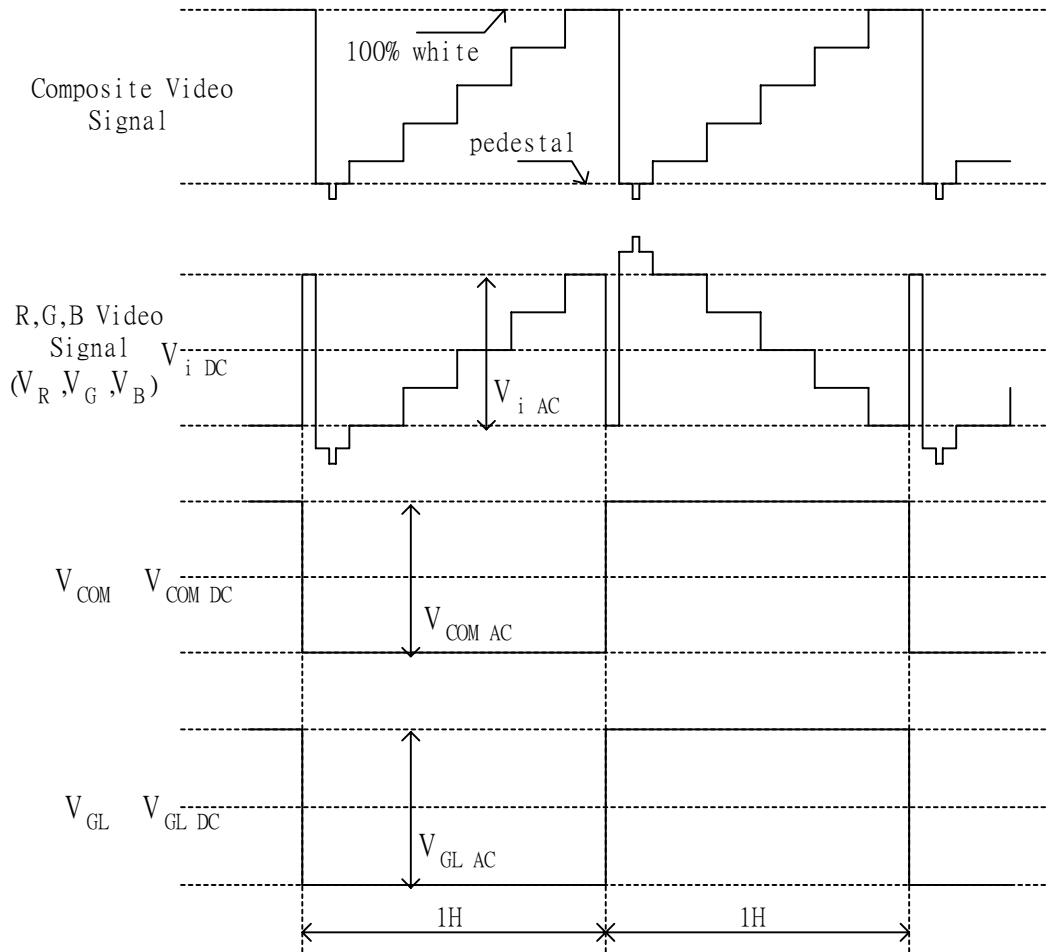 100% white
Composite Video
Signal
pedestal
R,G,B Video
Signal
(V R ,V G ,V B)
V i DC
V i AC
V COM V COM DC
V COM AC
V GL V GL DC
V GL AC
1H 1H